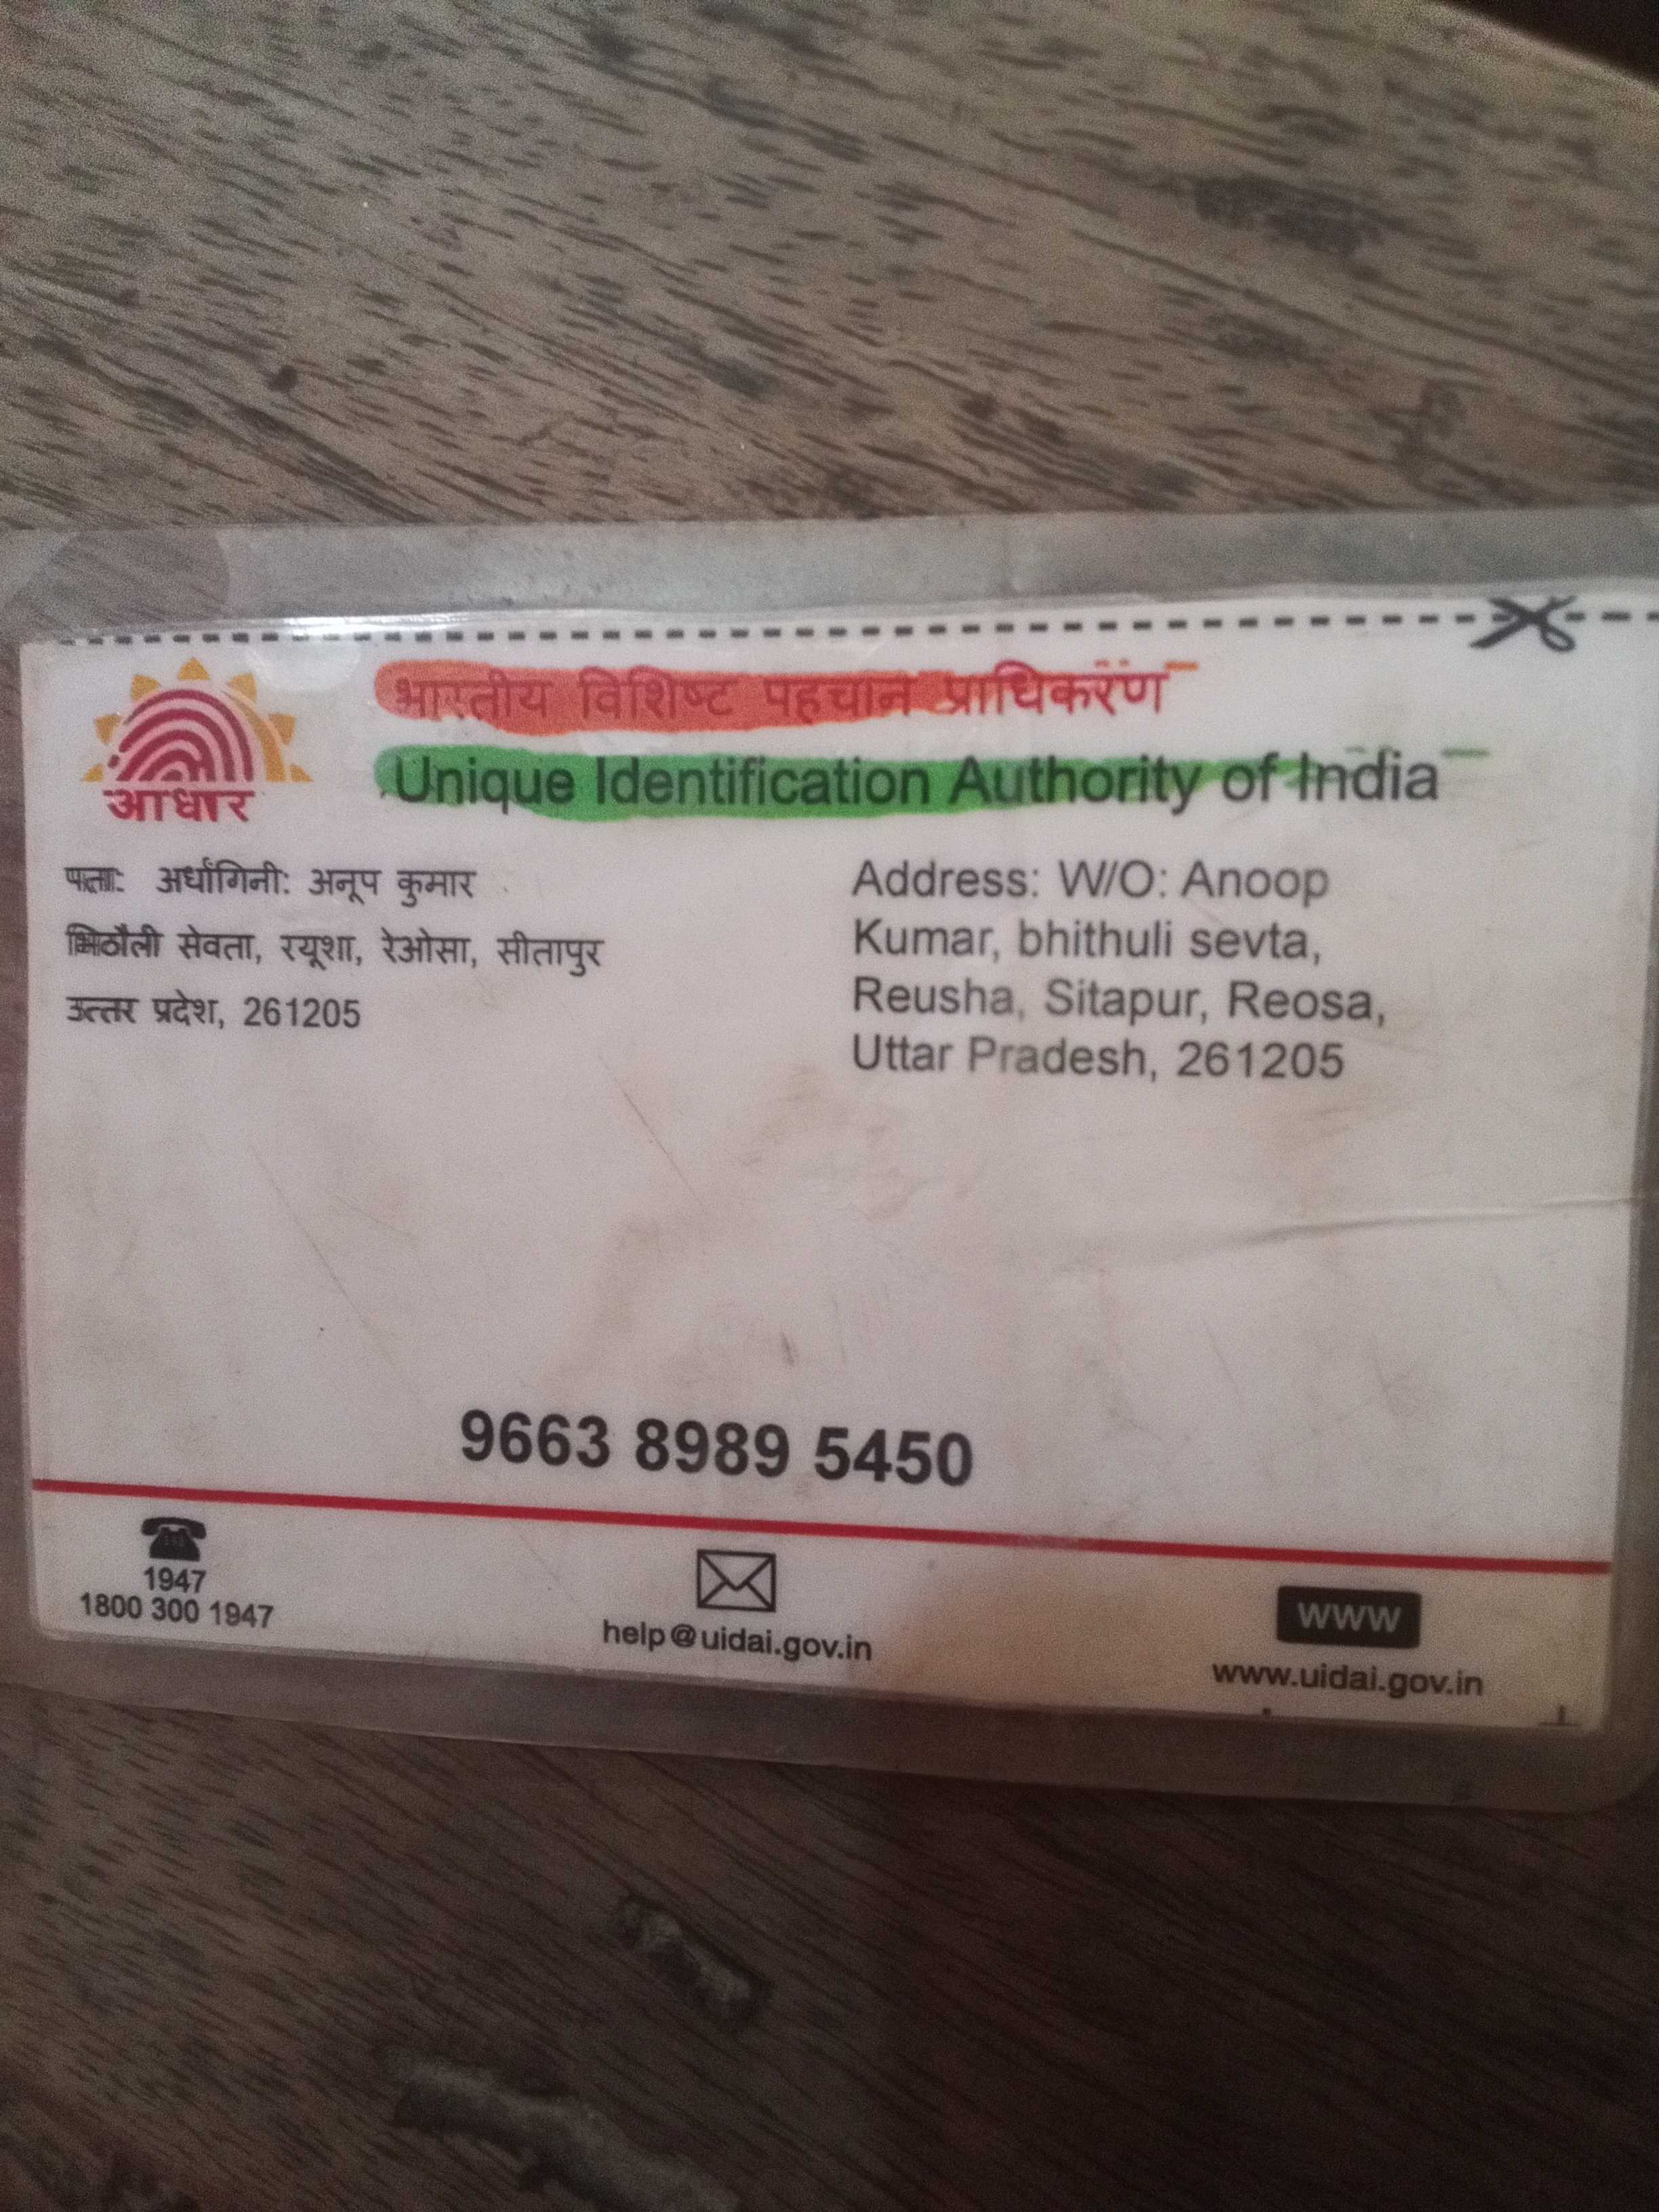 भारतीय विशिष्ट पहचान प्राधिकरण
Unique Identification Authority of India
आधार
पता: अर्धांगिनी: अनूप कुमार
भिठौली सेवता, रयूशा, रेओसा, सीतापुर
उत्तर प्रदेश, 261205
Address: W/O: Anoop
Kumar, bhithuli sevta,
Reusha, Sitapur, Reosa,
Uttar Pradesh, 261205
9663 8989 5450
1947
1800 300 1947
help@uidai.gov.in
www
www.uidai.gov.in